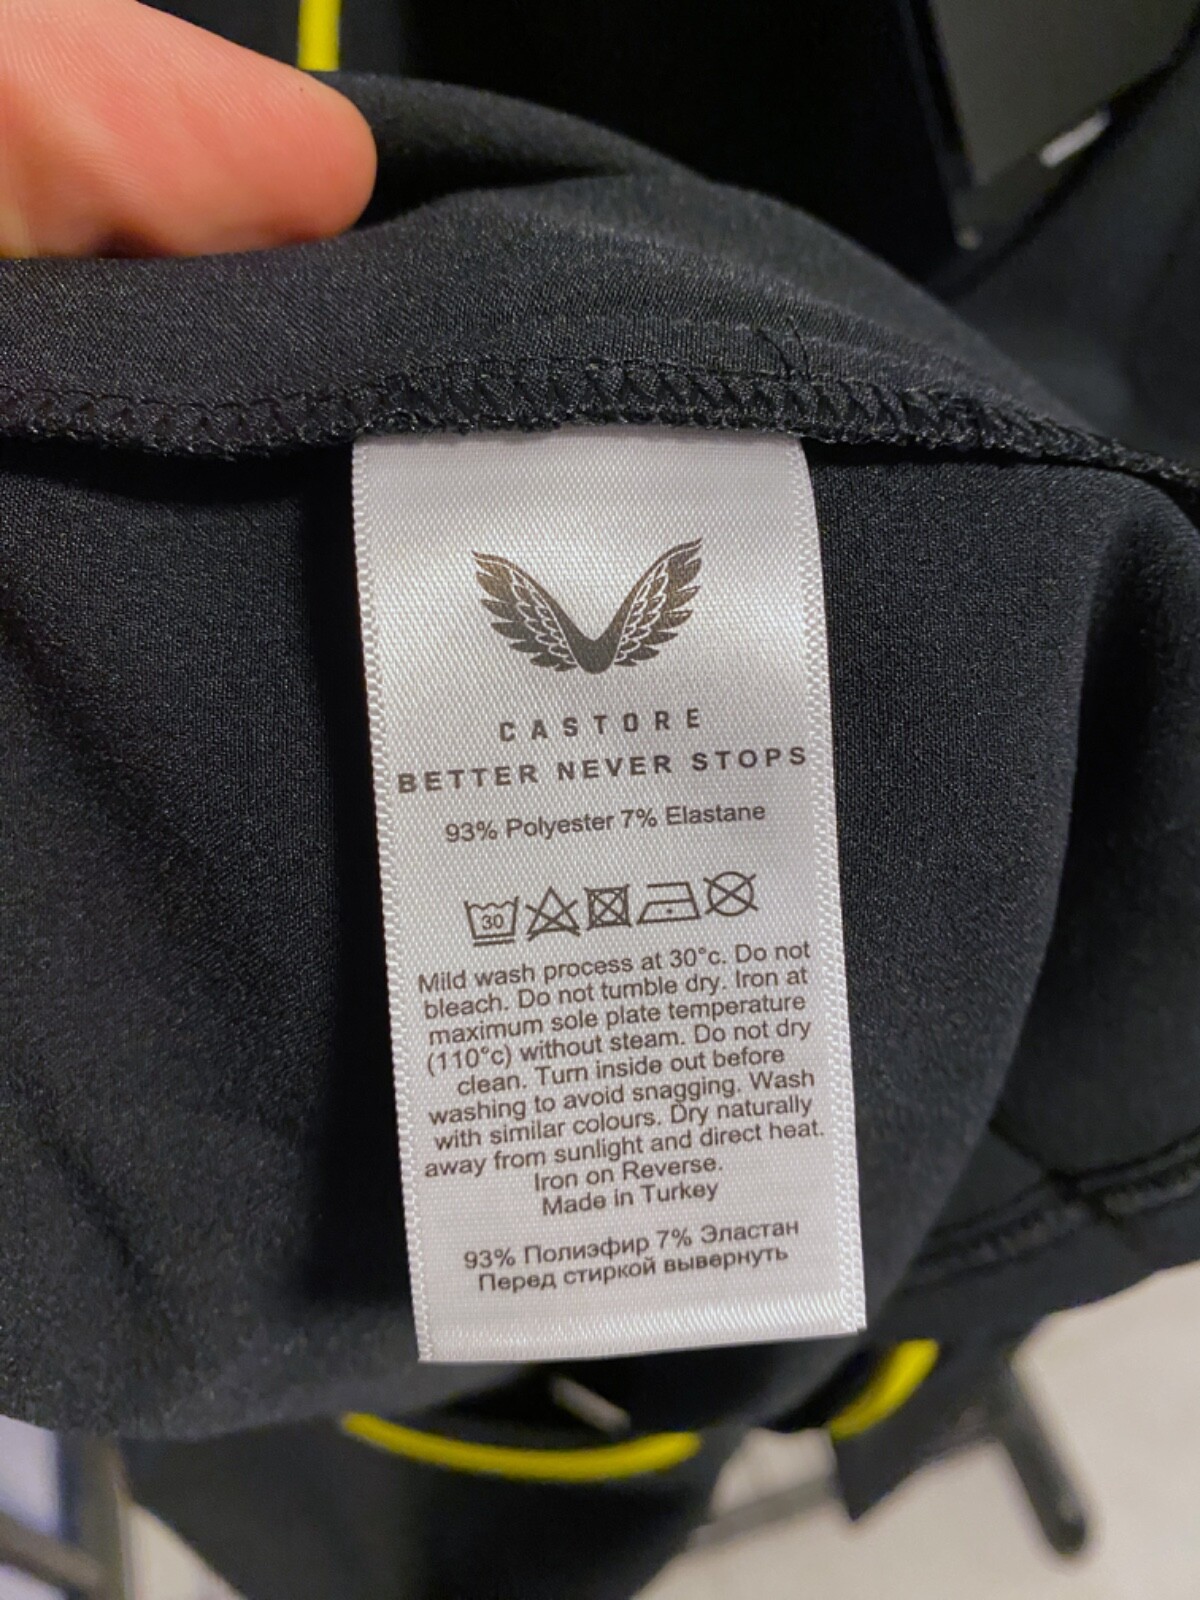 CASTORE
BETTER NEVER STOPS
93% Polyester 7% Elastane
30
Mild wash process at 30°c. Do not
bleach. Do not tumble dry. Iron at
maximum sole plate temperature
(110°c) without steam. Do not dry
clean. Turn inside out before
washing to avoid snagging. Wash
with similar colours. Dry naturally
away from sunlight and direct heat.
Iron on Reverse.
Made in Turkey
93% Полиэфир 7% Эластан
Перед стиркой вывернуть